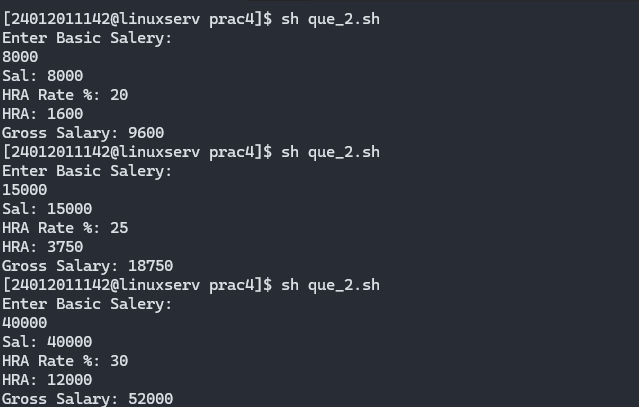 [24012011142@linuxserv prac4]$ sh que_2.sh
Enter Basic Salery:
8000
Sal: 8000
HRA Rate %: 20
HRA: 1600
Gross Salary: 9600
[24012011142@linuxserv prac4]$ sh que_2.sh
Enter Basic Salery:
15000
Sal: 15000
HRA Rate %: 25
HRA: 3750
Gross Salary: 18750
[24012011142@linuxserv prac4]$ sh que_2.sh
Enter Basic Salery:
40000
Sal: 40000
HRA Rate %: 30
HRA: 12000
Gross Salary: 52000